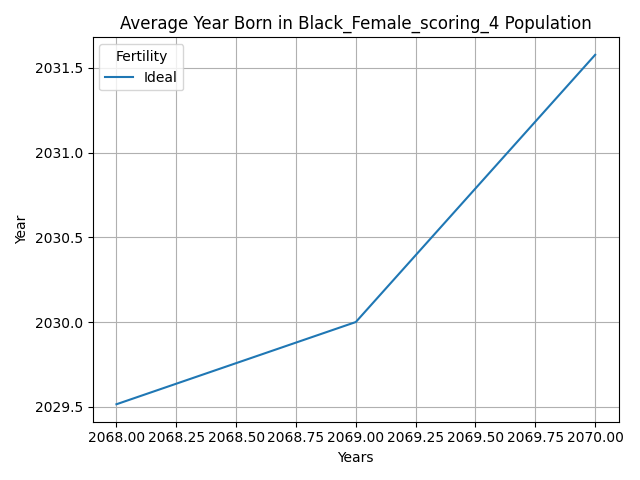 Average Year Born in Black_Female_scoring_4 Population
Fertility
Ideal
2031.5
2031.0
2030.5
2030.0
2029.5
Year
2068.00 2068.25 2068.50 2068.75 2069.00 2069.25 2069.50 2069.75 2070.00
Years